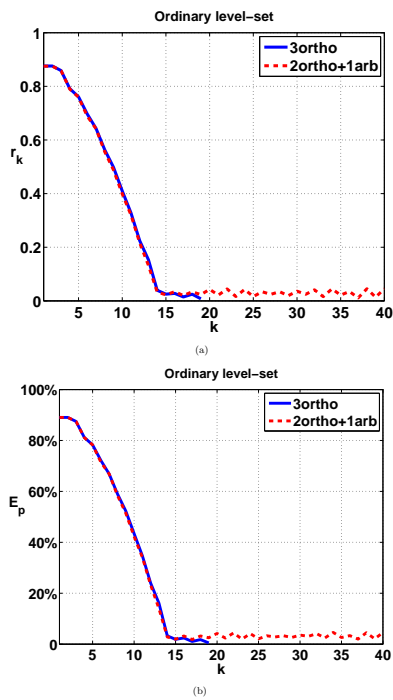 Ordinary level-set
1
0.8
0.6
0.4
0.2
0
r_k
3ortho
2ortho+1arb
5 10 15 20 25 30 35 40
k
(a)
Ordinary level-set
100%
80%
60%
40%
20%
0
E_p
3ortho
2ortho+1arb
5 10 15 20 25 30 35 40
k
(b)